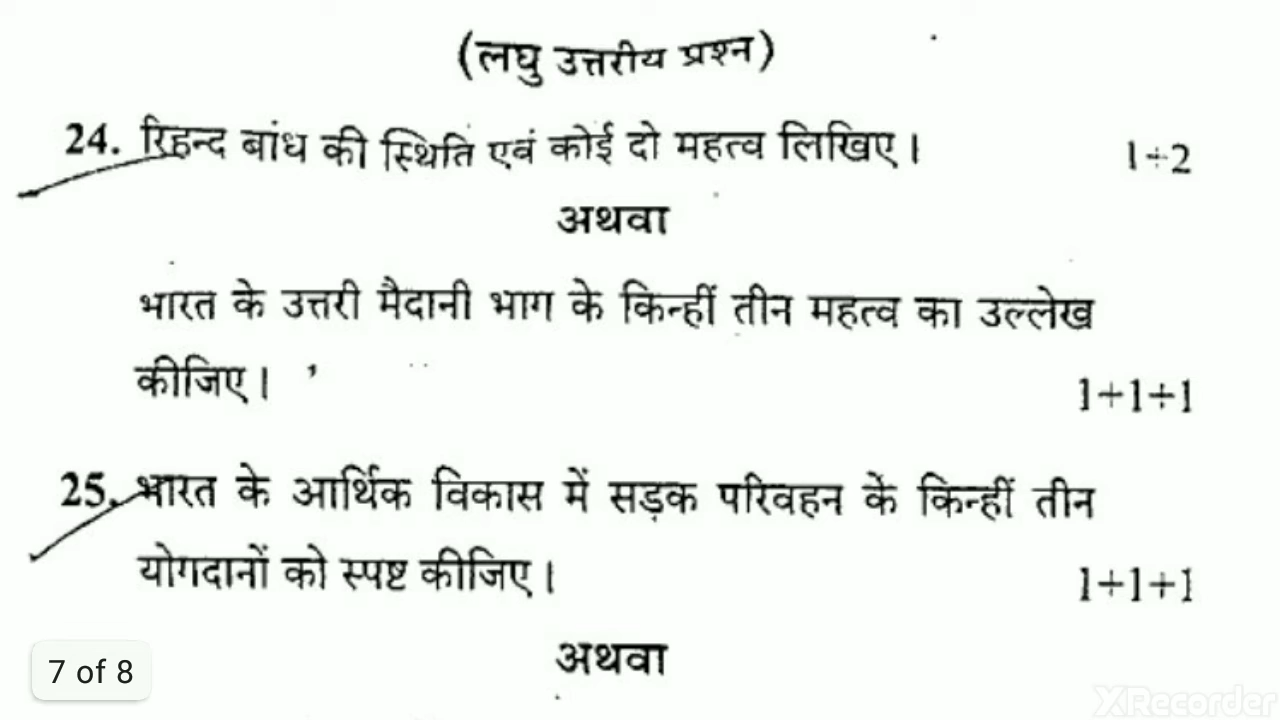 (लघु उत्तरीय प्रश्न)
24. रिहन्द बांध की स्थिति एवं कोई दो महत्व लिखिए। 1+2
अथवा
भारत के उत्तरी मैदानी भाग के किन्हीं तीन महत्व का उल्लेख
कीजिए। 1+1+1
25. भारत के आर्थिक विकास में सड़क परिवहन के किन्हीं तीन
योगदानों को स्पष्ट कीजिए। 1+1+1
अथवा
7 of 8
XRecorder